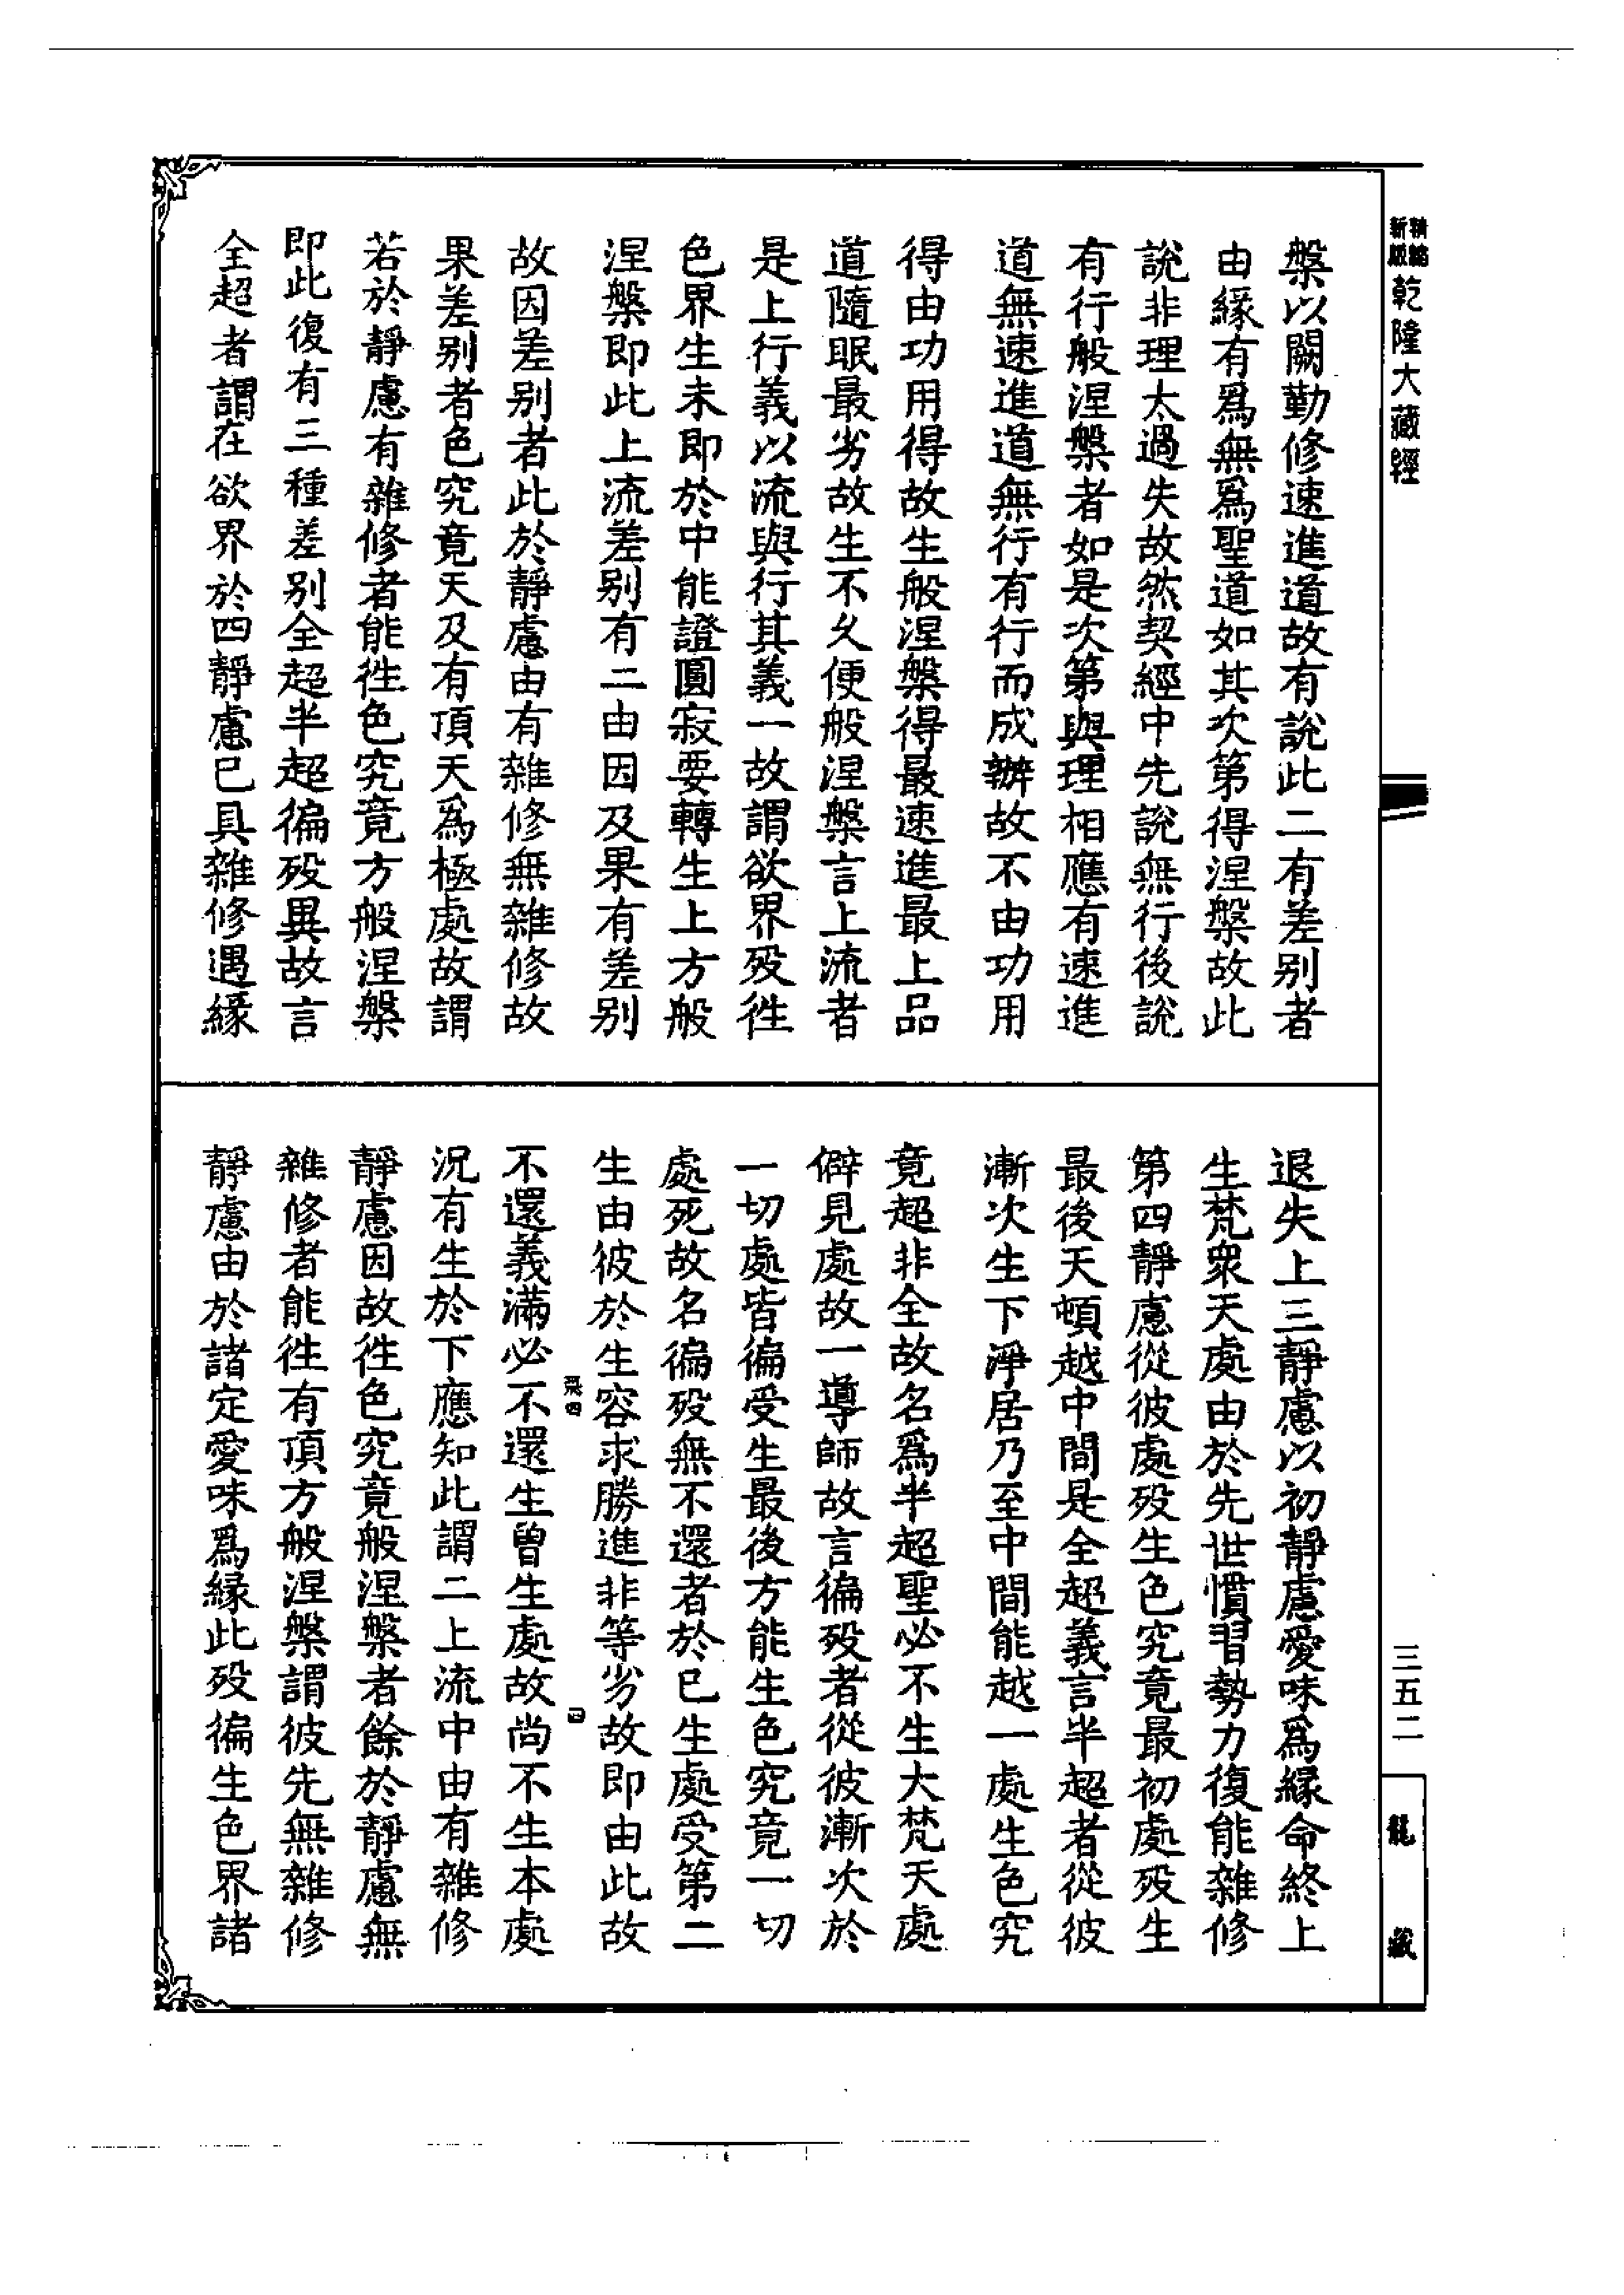 新編縮版乾隆大藏經
槃以闕勤修速進道故有說此二有差別者
由緣有爲無爲聖道如其次第得涅槃故此
說非理太過失故然契經中先說無行後說
有行般涅槃者如是次第與理相應有速進
道無速進道無行有行而成辦故不由功用
得由功用得故生般涅槃得最速進最上品
道隨眠最劣故生不久便般涅槃言上流者
是上行義以流與行其義一故謂欲界歿徃
色界生未即於中能證圓寂要轉生上方般
涅槃即此上流差別有二由因及果有差別
故因差別者此於靜慮由有雜修無雜修故
果差別者色究竟天及有頂天爲極處故謂
若於靜慮有雜修者能徃色究竟方般涅槃
即此復有三種差別全超半超徧歿異故言
全超者謂在欲界於四靜慮已具雜修遇緣
退失上三靜慮以初靜慮愛味爲緣命終上
生梵衆天處由於先世慣習勢力復能雜修
第四靜慮從彼處歿生色究竟最初處歿生
最後天頓越中間是全超義言半超者從彼
漸次生下淨居乃至中間能越一處生色究
竟超非全故名爲半超聖必不生大梵天處
僻見處故一導師故言徧歿者從彼漸次於
一切處皆徧受生最後方能生色究竟一切
處死故名徧歿無不還者於已生處受第二
生由彼於生容求勝進非等劣故即由此故
不還義滿必不還生曾生處故尚不生本處
況有生於下應知此謂二上流中由有雜修
靜慮因故徃色究竟般涅槃者餘於靜慮無
雜修者能徃有頂方般涅槃謂彼先無雜修
靜慮由於諸定愛味爲緣此歿徧生色界諸
三五二
龍藏